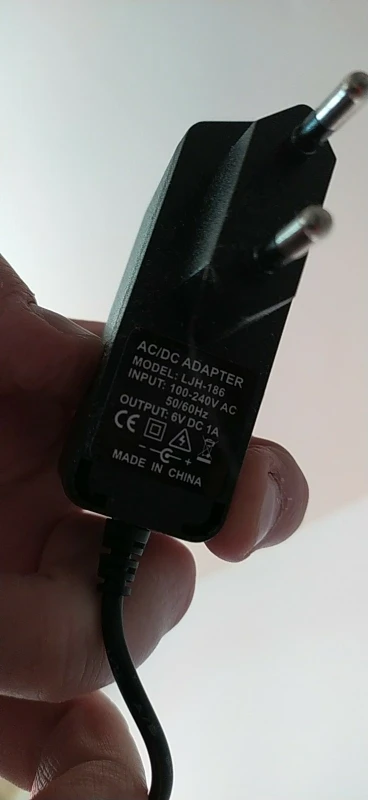 AC/DC ADAPTER
MODEL: LJH-186
INPUT: 100-240V AC
50/60Hz
OUTPUT: 6V DC 1A
CE
- +
MADE IN CHINA